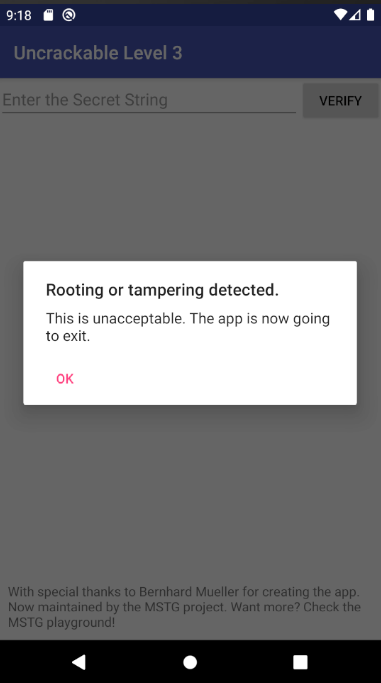 9:18
Uncrackable Level 3
Enter the Secret String
VERIFY
Rooting or tampering detected.
This is unacceptable. The app is now going
to exit.
OK
With special thanks to Bernhard Mueller for creating the app.
Now maintained by the MSTG project. Want more? Check the
MSTG playground!